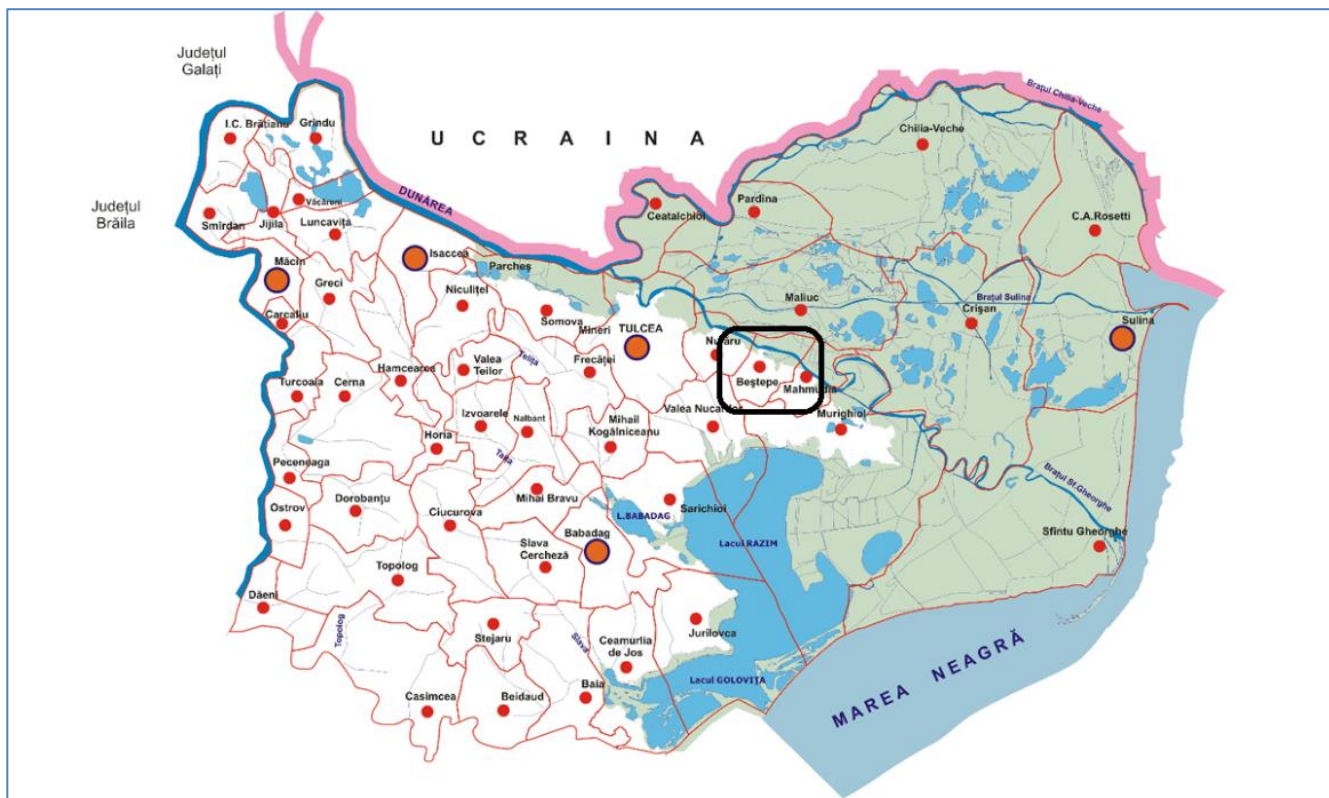 Județul
Galați
I.C. Brătianu
Grindu
UCRAINA
Brațul Chilia-Veche
Chilia-Veche
Județul
Brăila
Smîrdan
Jijila
Văcăreni
Luncavița
DUNĂREA
Ceatalchioi
Pardina
C.A.Rosetti
Măcin
Isaccea
Parcheș
Greci
Niculițel
Maliuc
Brațul Sulina
Carcaliu
Somova
Mineri
TULCEA
Crișan
Sulina
Nufăru
Hamcearca
Valea
Teilor
Telița
Frecăței
Beștepe
Mahmudia
Turcoaia
Cerna
Izvoarele
Nalbant
Mihail
Kogălniceanu
Valea Nucarilor
Murighiol
Horia
Taița
Peceneaga
Brațul Sf.Gheorghe
Dorobanțu
Mihai Bravu
Sarichioi
Ostrov
Ciucurova
L.BABADAG
Babadag
Slava
Cercheză
Lacul RAZIM
Sfîntu Gheorghe
Topolog
Dăeni
Topolog
Stejaru
Slava
Ceamurlia
de Jos
Jurilovca
Lacul GOLOVIȚA
MAREA NEAGRĂ
Casimcea
Beidaud
Baia